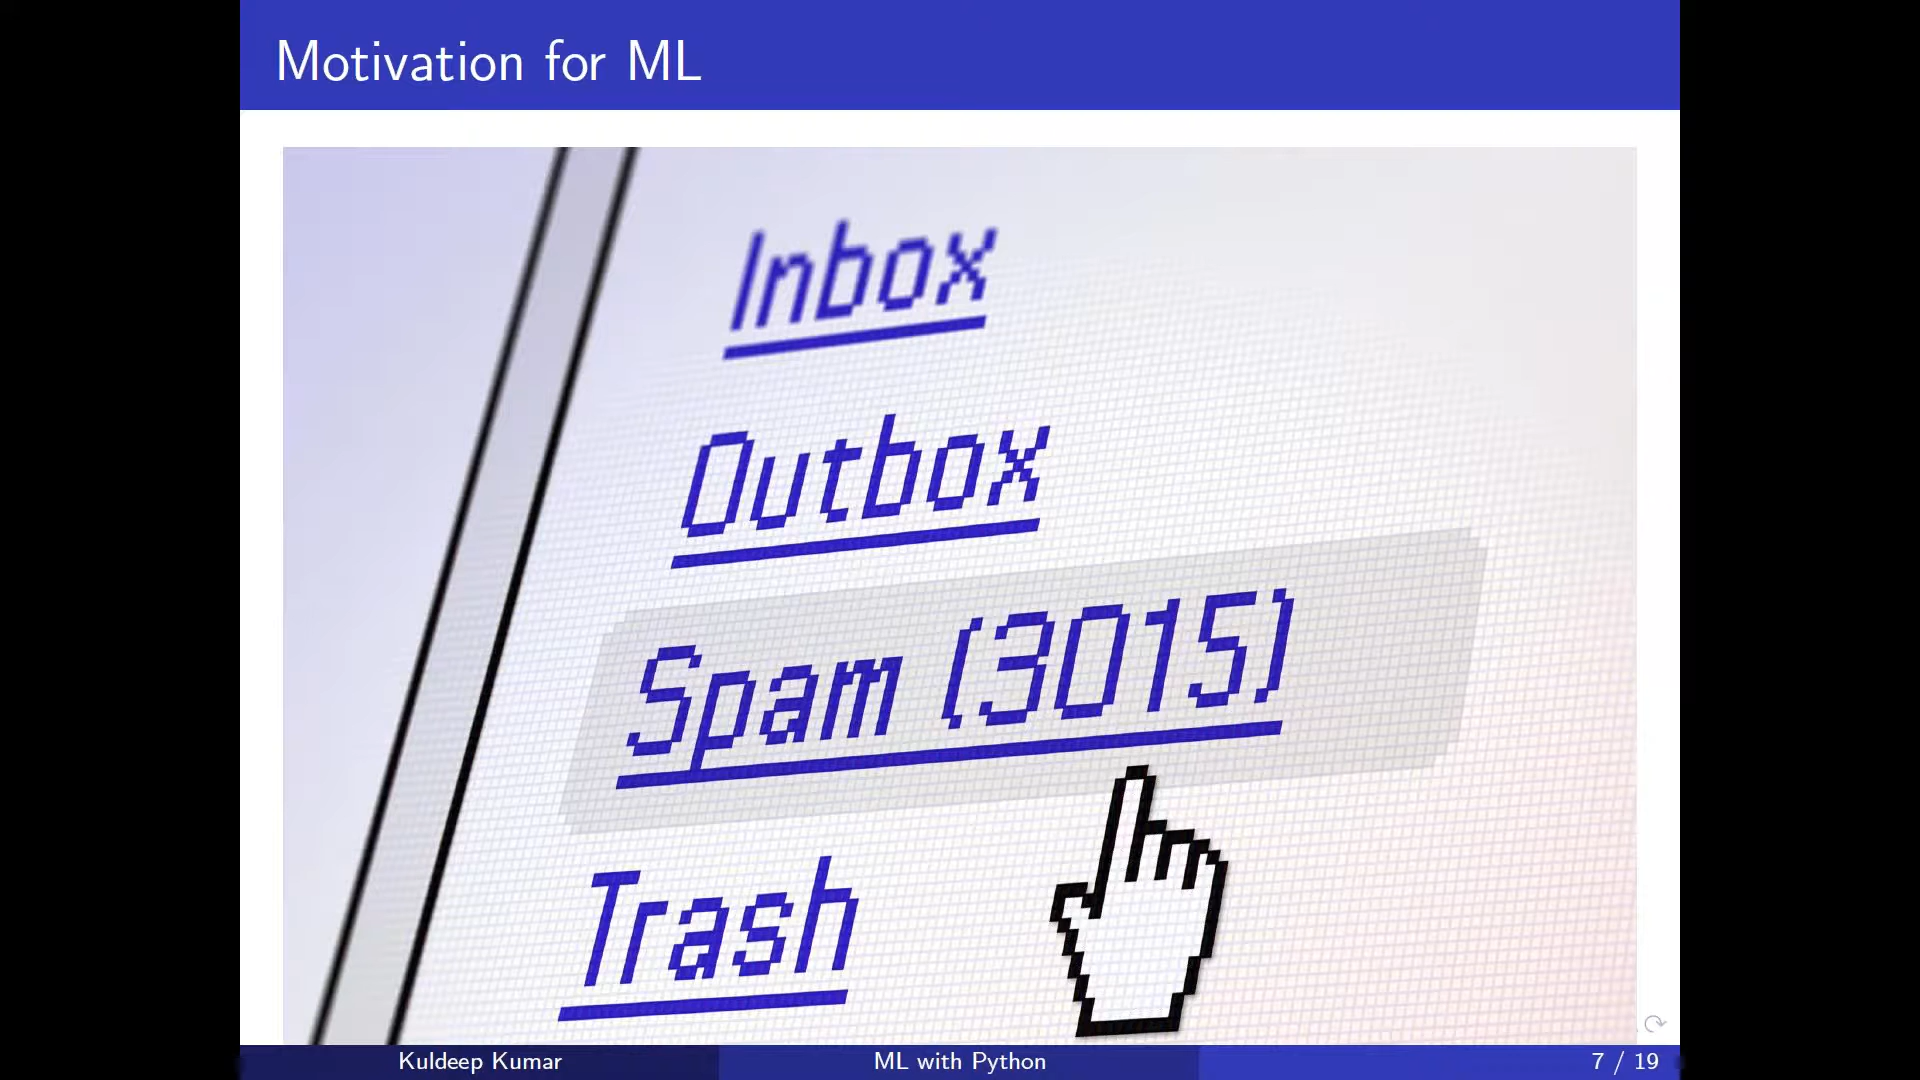 Motivation for ML
Inbox
Outbox
Spam (3015)
Trash
Kuldeep Kumar
ML with Python
7 / 19